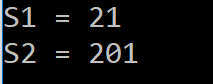 S1 = 21
S2 = 201